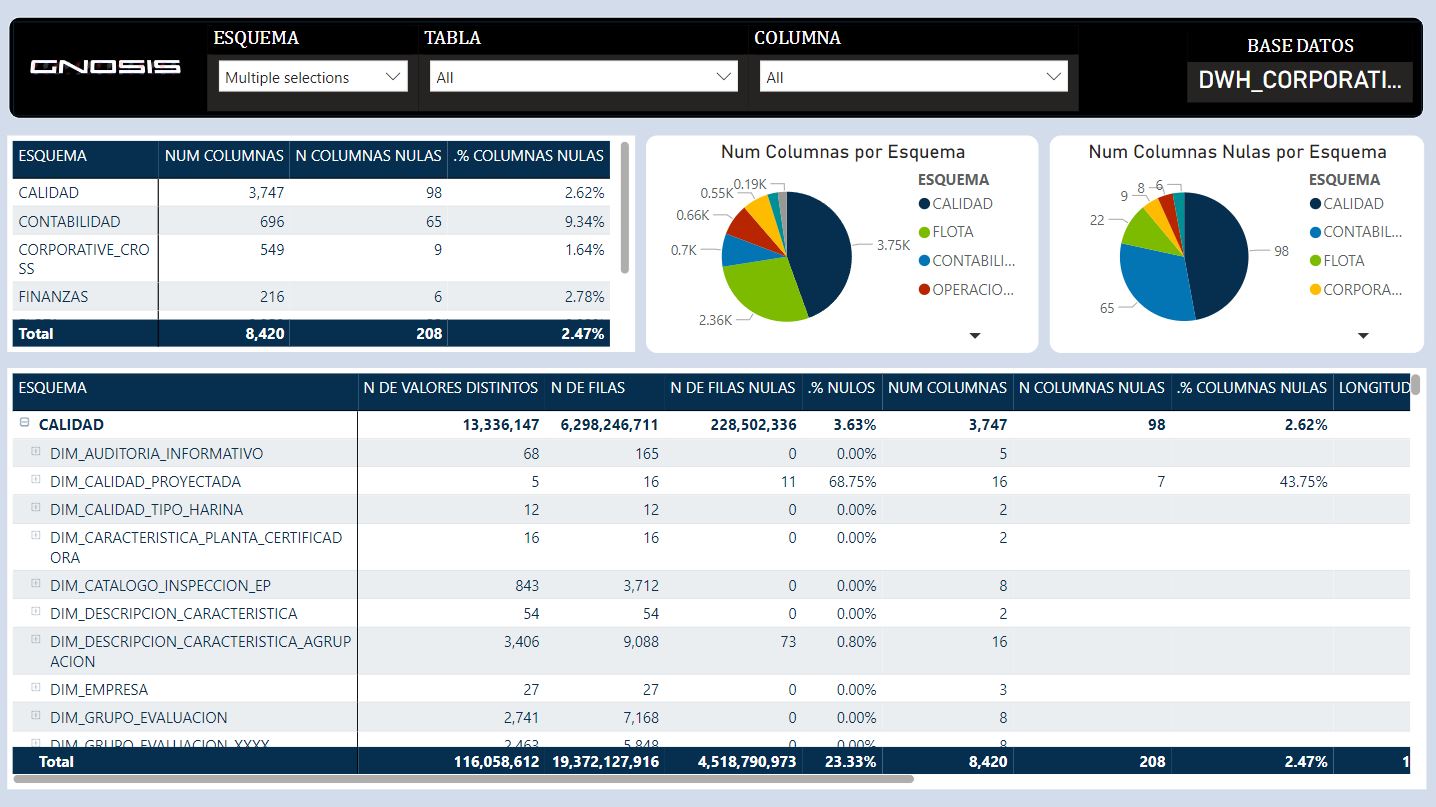 GNOSIS
ESQUEMA
Multiple selections
TABLA
All
COLUMNA
All
BASE DATOS
DWH_CORPORATI...
ESQUEMA NUM COLUMNAS N COLUMNAS NULAS .% COLUMNAS NULAS
CALIDAD 3,747 98 2.62%
CONTABILIDAD 696 65 9.34%
CORPORATIVE_CRO 549 9 1.64%
SS
FINANZAS 216 6 2.78%
Total 8,420 208 2.47%
Num Columnas por Esquema
0.19K
0.55K
0.66K
0.7K
2.36K
3.75K
ESQUEMA
CALIDAD
FLOTA
CONTABILI...
OPERACIO...
Num Columnas Nulas por Esquema
6
8
9
22
65
98
ESQUEMA
CALIDAD
CONTABIL...
FLOTA
CORPORA...
ESQUEMA N DE VALORES DISTINTOS N DE FILAS N DE FILAS NULAS .% NULOS NUM COLUMNAS N COLUMNAS NULAS .% COLUMNAS NULAS LONGITUD
CALIDAD 13,336,147 6,298,246,711 228,502,336 3.63% 3,747 98 2.62%
DIM_AUDITORIA_INFORMATIVO 68 165 0 0.00% 5
DIM_CALIDAD_PROYECTADA 5 16 11 68.75% 16 7 43.75%
DIM_CALIDAD_TIPO_HARINA 12 12 0 0.00% 2
DIM_CARACTERISTICA_PLANTA_CERTIFICAD 16 16 0 0.00% 2
ORA
DIM_CATALOGO_INSPECCION_EP 843 3,712 0 0.00% 8
DIM_DESCRIPCION_CARACTERISTICA 54 54 0 0.00% 2
DIM_DESCRIPCION_CARACTERISTICA_AGRUP 3,406 9,088 73 0.80% 16
ACION
DIM_EMPRESA 27 27 0 0.00% 3
DIM_GRUPO_EVALUACION 2,741 7,168 0 0.00% 8
DIM_GRUPO_EVALUACION_XXXX 2,463 5,848 0 0.00% 8
Total 116,058,612 19,372,127,916 4,518,790,973 23.33% 8,420 208 2.47% 1